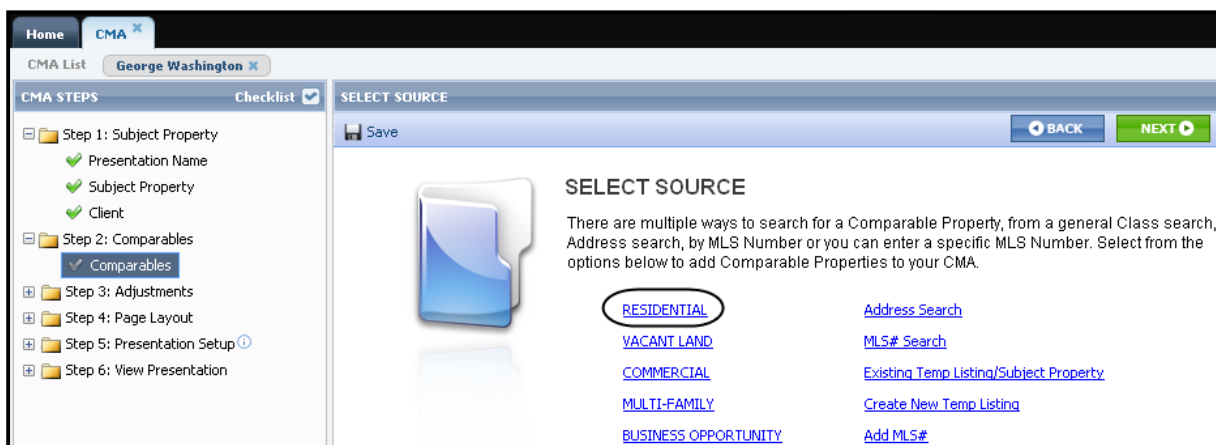 Home CMA
CMA List George Washington
CMA STEPS Checklist
Step 1: Subject Property
Presentation Name
Subject Property
Client
Step 2: Comparables
Comparables
Step 3: Adjustments
Step 4: Page Layout
Step 5: Presentation Setup
Step 6: View Presentation
SELECT SOURCE
Save BACK NEXT
SELECT SOURCE
There are multiple ways to search for a Comparable Property, from a general Class search,
Address search, by MLS Number or you can enter a specific MLS Number. Select from the
options below to add Comparable Properties to your CMA.
RESIDENTIAL Address Search
VACANT LAND MLS# Search
COMMERCIAL Existing Temp Listing/Subject Property
MULTI-FAMILY Create New Temp Listing
BUSINESS OPPORTUNITY Add MLS#